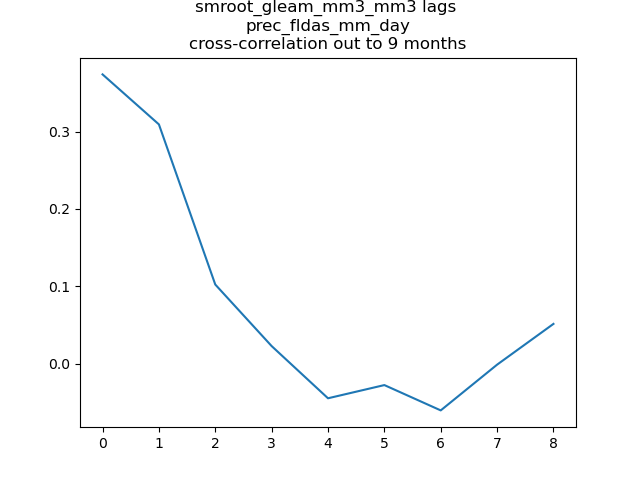 smroot_gleam_mm3_mm3 lags
prec_fldas_mm_day
cross-correlation out to 9 months
0.3
0.2
0.1
0.0
0 1 2 3 4 5 6 7 8